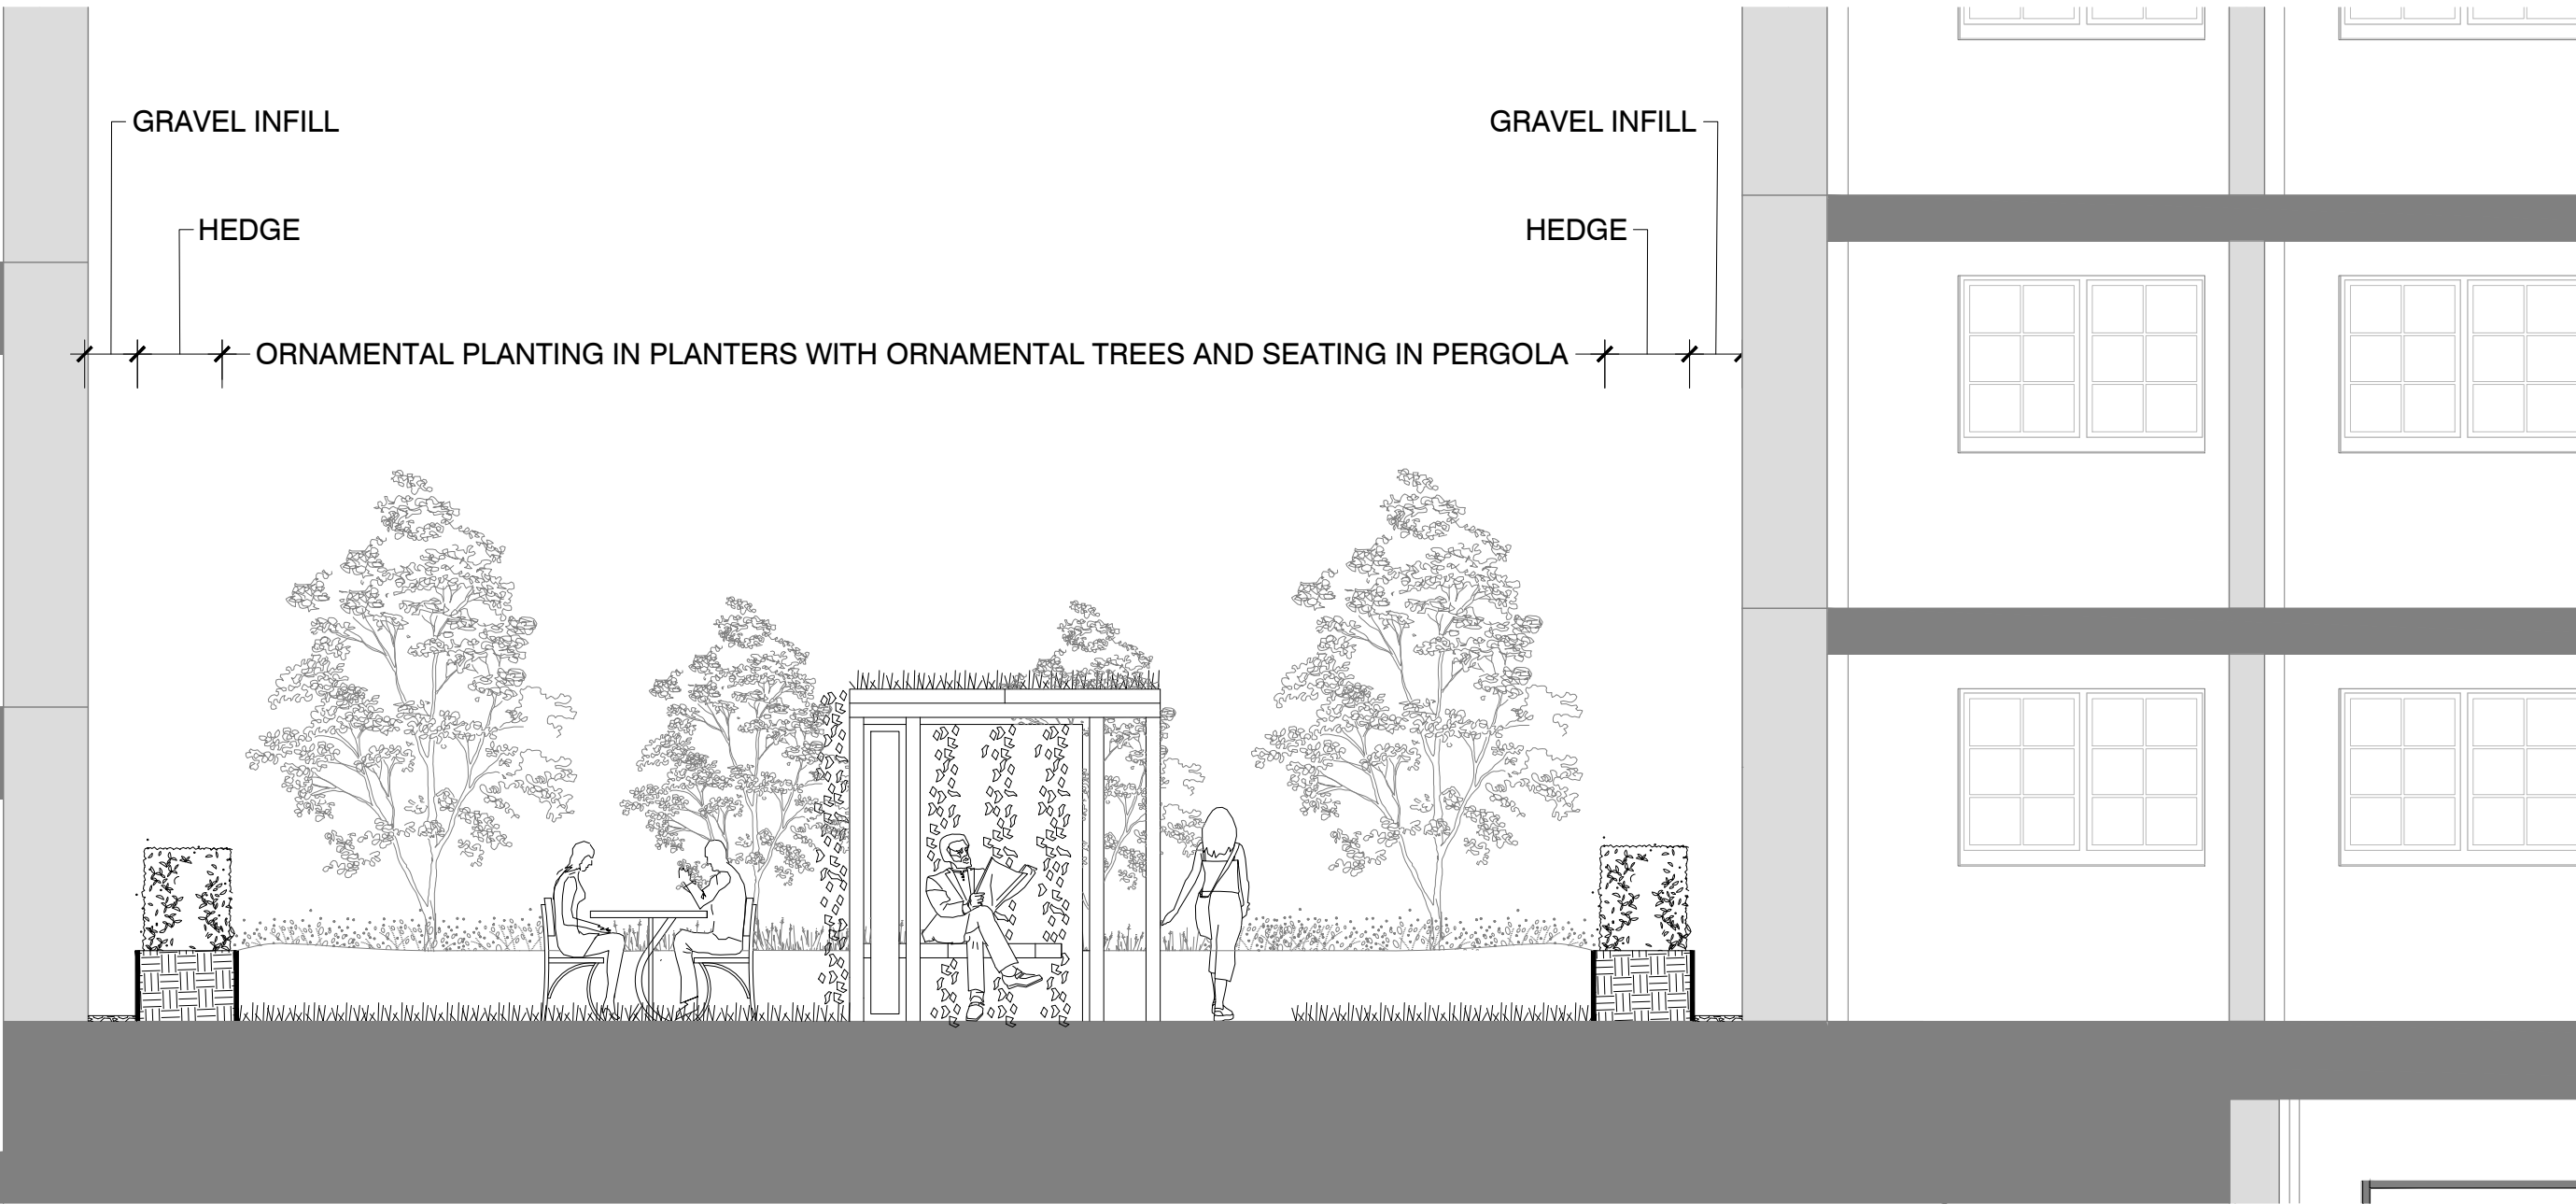 GRAVEL INFILL
GRAVEL INFILL
HEDGE
HEDGE
ORNAMENTAL PLANTING IN PLANTERS WITH ORNAMENTAL TREES AND SEATING IN PERGOLA